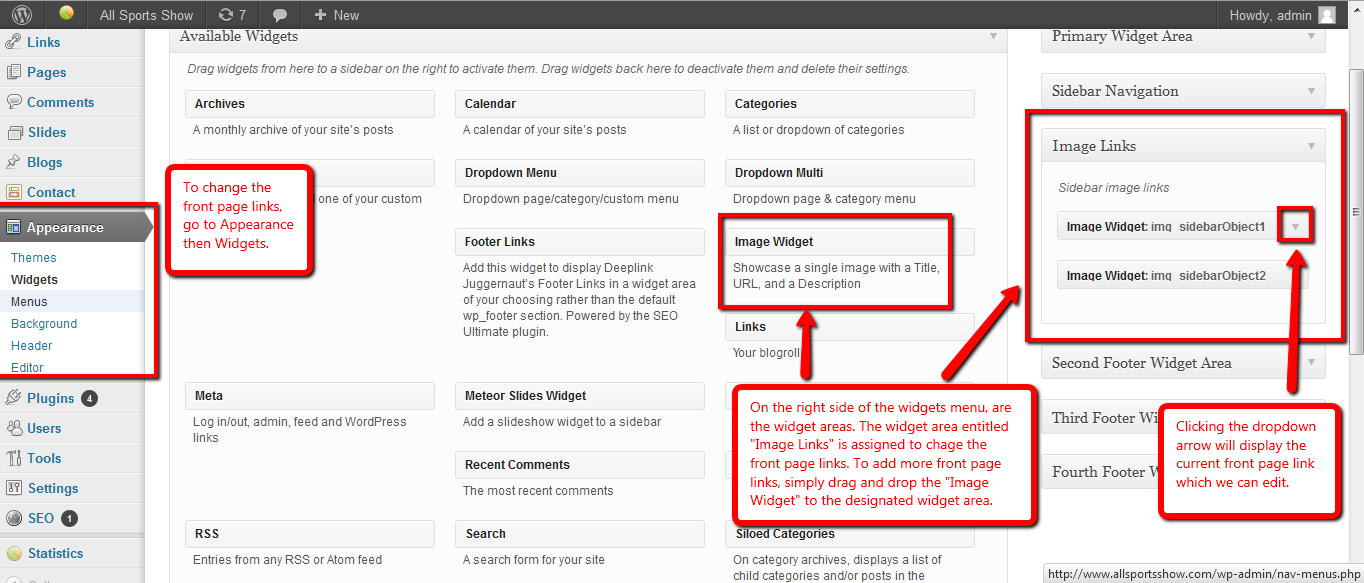 All Sports Show
7
New
Howdy, admin
Links
Pages
Comments
Slides
Blogs
Contact
Appearance
Themes
Widgets
Menus
Background
Header
Editor
Plugins 4
Users
Tools
Settings
SEO 1
Statistics
Available Widgets
Drag widgets from here to a sidebar on the right to activate them. Drag widgets back here to deactivate them and delete their settings.
Archives
A monthly archive of your site's posts
Calendar
A calendar of your site's posts
Categories
A list or dropdown of categories
one of your custom
Dropdown Menu
Dropdown page/category/custom menu
Dropdown Multi
Dropdown page & category menu
To change the
front page links,
go to Appearance
then Widgets.
Footer Links
Add this widget to display Deeplink
Juggernaut's Footer Links in a widget area
of your choosing rather than the default
wp_footer section. Powered by the SEO
Ultimate plugin.
Image Widget
Showcase a single image with a Title,
URL, and a Description
Links
Your blogroll
Meta
Log in/out, admin, feed and WordPress
links
Meteor Slides Widget
Add a slideshow widget to a sidebar
Recent Comments
The most recent comments
On the right side of the widgets menu, are
the widget areas. The widget area entitled
"Image Links" is assigned to chage the
front page links. To add more front page
links, simply drag and drop the "Image
Widget" to the designated widget area.
RSS
Entries from any RSS or Atom feed
Search
A search form for your site
Siloed Categories
On category archives, displays a list of
child categories and/or posts in the
Primary Widget Area
Sidebar Navigation
Image Links
Sidebar image links
Image Widget: img_sidebarObject1
Image Widget: img_sidebarObject2
Second Footer Widget Area
Third Footer
Fourth Footer
Clicking the dropdown
arrow will display the
current front page link
which we can edit.
http://www.allsportsshow.com/wp-admin/nav-menus.php